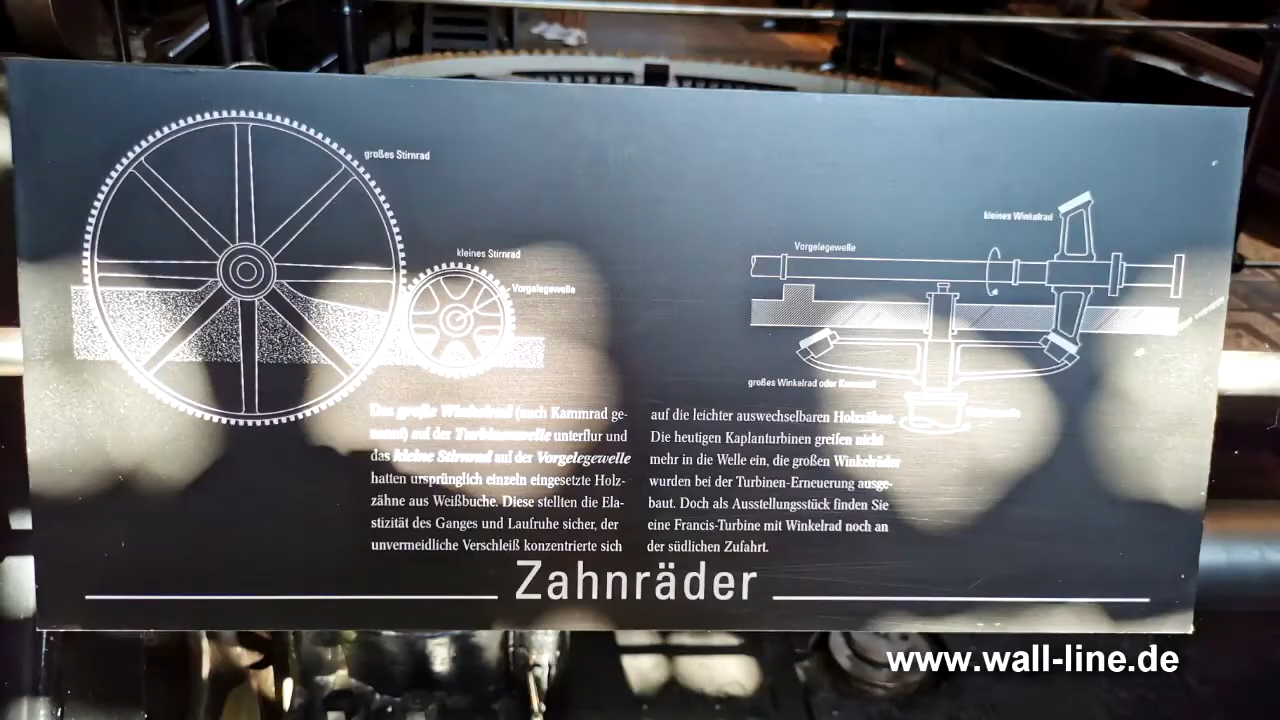 großes Stirnrad
kleines Stirnrad
Vorgelegewelle
kleines Winkelrad
Vorgelegewelle
großes Winkelrad oder Kammrad
Das große Winkelrad (auch Kammrad ge-
nannt) auf der Turbinenwelle unterflur und
das kleine Stirnrad auf der Vorgelegewelle
hatten ursprünglich einzeln eingesetzte Holz-
zähne aus Weißbuche. Diese stellten die Ela-
stizität des Ganges und Laufruhe sicher, der
unvermeidliche Verschleiß konzentrierte sich
auf die leichter auswechselbaren Holzzähne.
Die heutigen Kaplanturbinen greifen nicht
mehr in die Welle ein, die großen Winkelräder
wurden bei der Turbinen-Erneuerung ausge-
baut. Doch als Ausstellungsstück finden Sie
eine Francis-Turbine mit Winkelrad noch an
der südlichen Zufahrt.
Zahnräder
www.wall-line.de